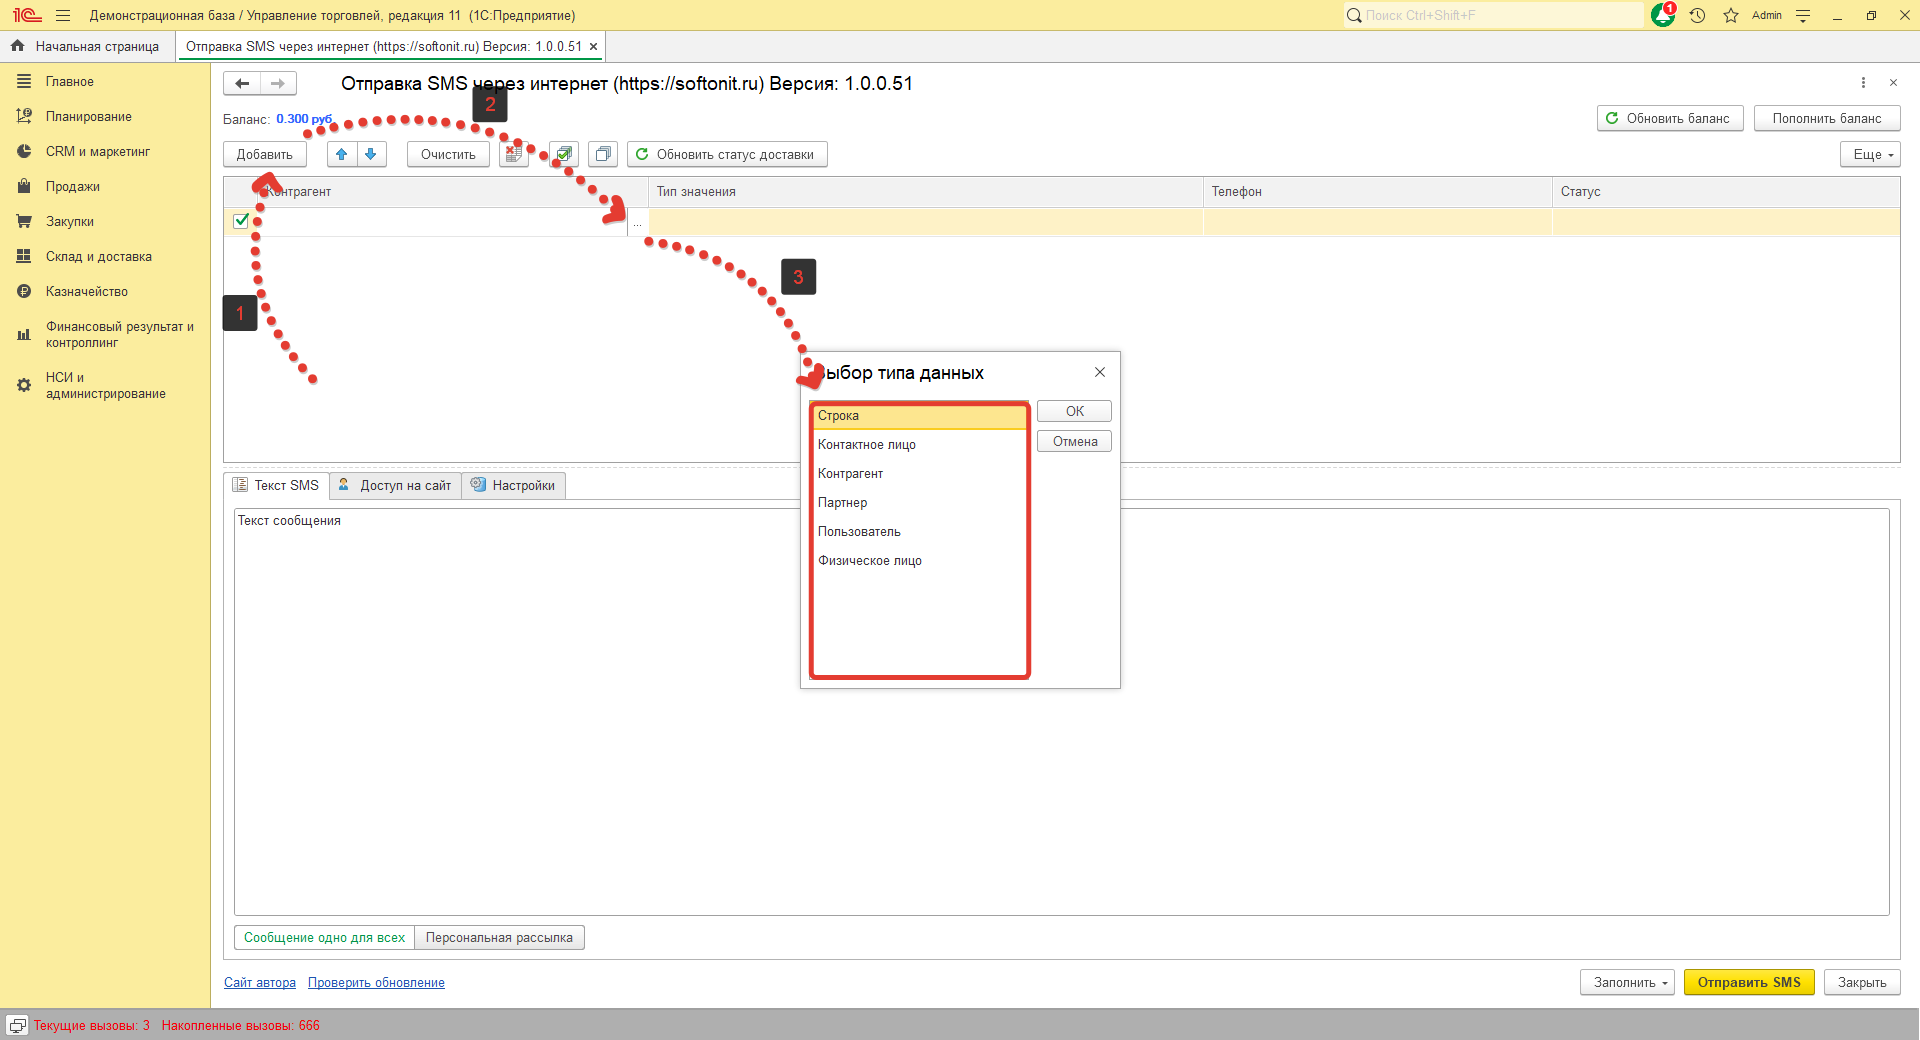 1C Демонстрационная база / Управление торговлей, редакция 11 (1С:Предприятие)
Поиск Ctrl+Shift+F
1
Admin
Начальная страница
Отправка SMS через интернет (https://softonit.ru) Версия: 1.0.0.51
Главное
Планирование
CRM и маркетинг
Продажи
Закупки
Склад и доставка
Казначейство
Финансовый результат и
контроллинг
НСИ и
администрирование
Отправка SMS через интернет (https://softonit.ru) Версия: 1.0.0.51
2
Баланс: 0.300 руб.
Обновить баланс
Пополнить баланс
Добавить
Очистить
Обновить статус доставки
Еще
Контрагент
Тип значения
Телефон
Статус
...
3
1
Выбор типа данных
Строка
Контактное лицо
Контрагент
Партнер
Пользователь
Физическое лицо
ОК
Отмена
Текст SMS
Доступ на сайт
Настройки
Текст сообщения
Сообщение одно для всех
Персональная рассылка
Сайт автора
Проверить обновление
Заполнить
Отправить SMS
Закрыть
Текущие вызовы: 3 Накопленные вызовы: 666